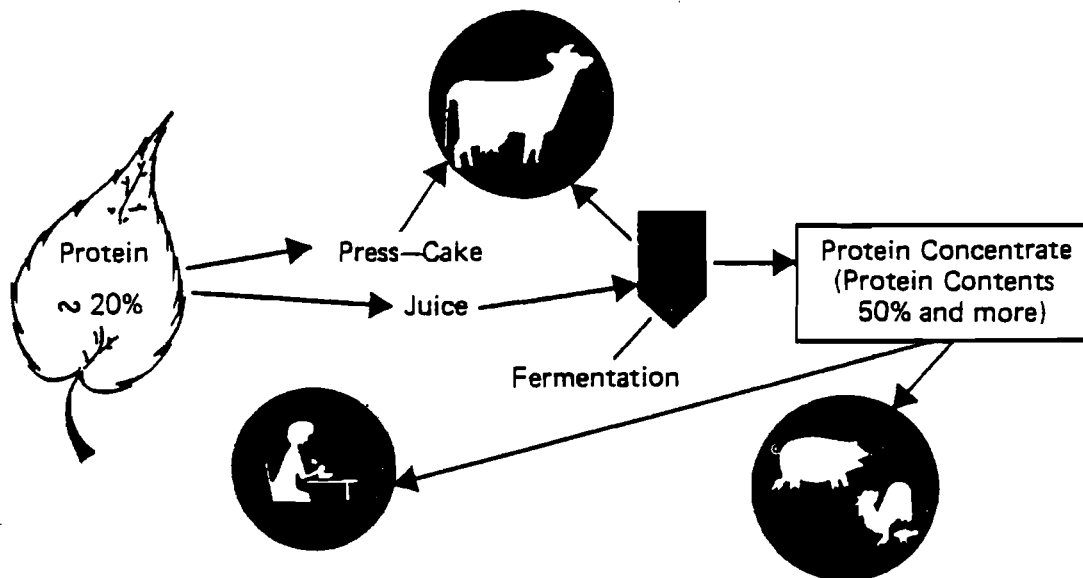 Protein
~ 20%
Press—Cake
Juice
Fermentation
Protein Concentrate
(Protein Contents
50% and more)